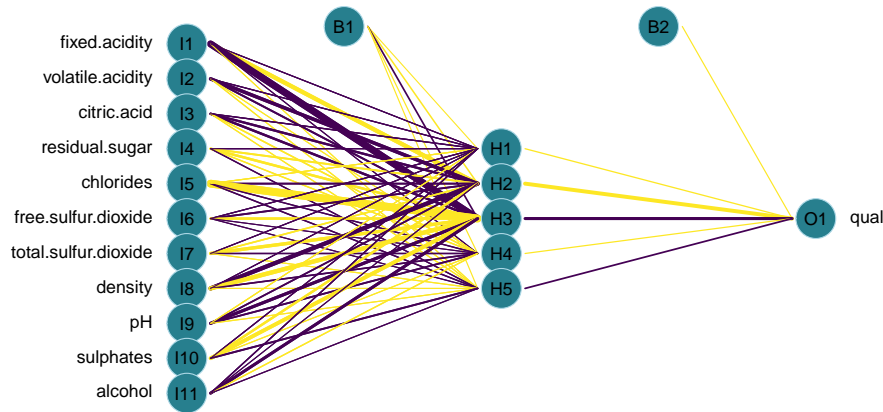 B1
B2
fixed.acidity I1
volatile.acidity I2
citric.acid I3
residual.sugar I4
chlorides I5
free.sulfur.dioxide I6
total.sulfur.dioxide I7
density I8
pH I9
sulphates I10
alcohol I11
H1
H2
H3
H4
H5
O1 qual